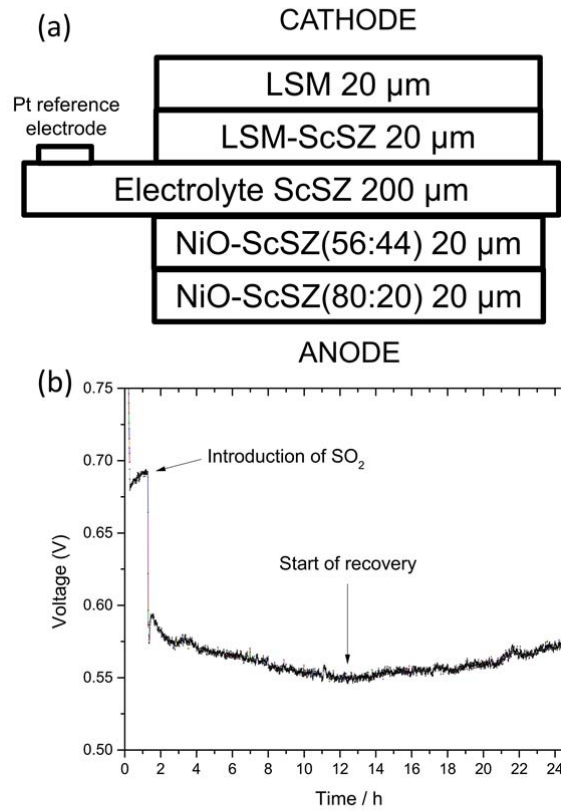 (a)
CATHODE
LSM 20 µm
Pt reference
electrode
LSM-ScSZ 20 µm
Electrolyte ScSZ 200 µm
NiO-ScSZ(56:44) 20 µm
NiO-ScSZ(80:20) 20 µm
ANODE
(b)
0.75
0.70
0.65
0.60
0.55
0.50
Voltage (V)
Introduction of SO₂
Start of recovery
0 2 4 6 8 10 12 14 16 18 20 22 24
Time / h